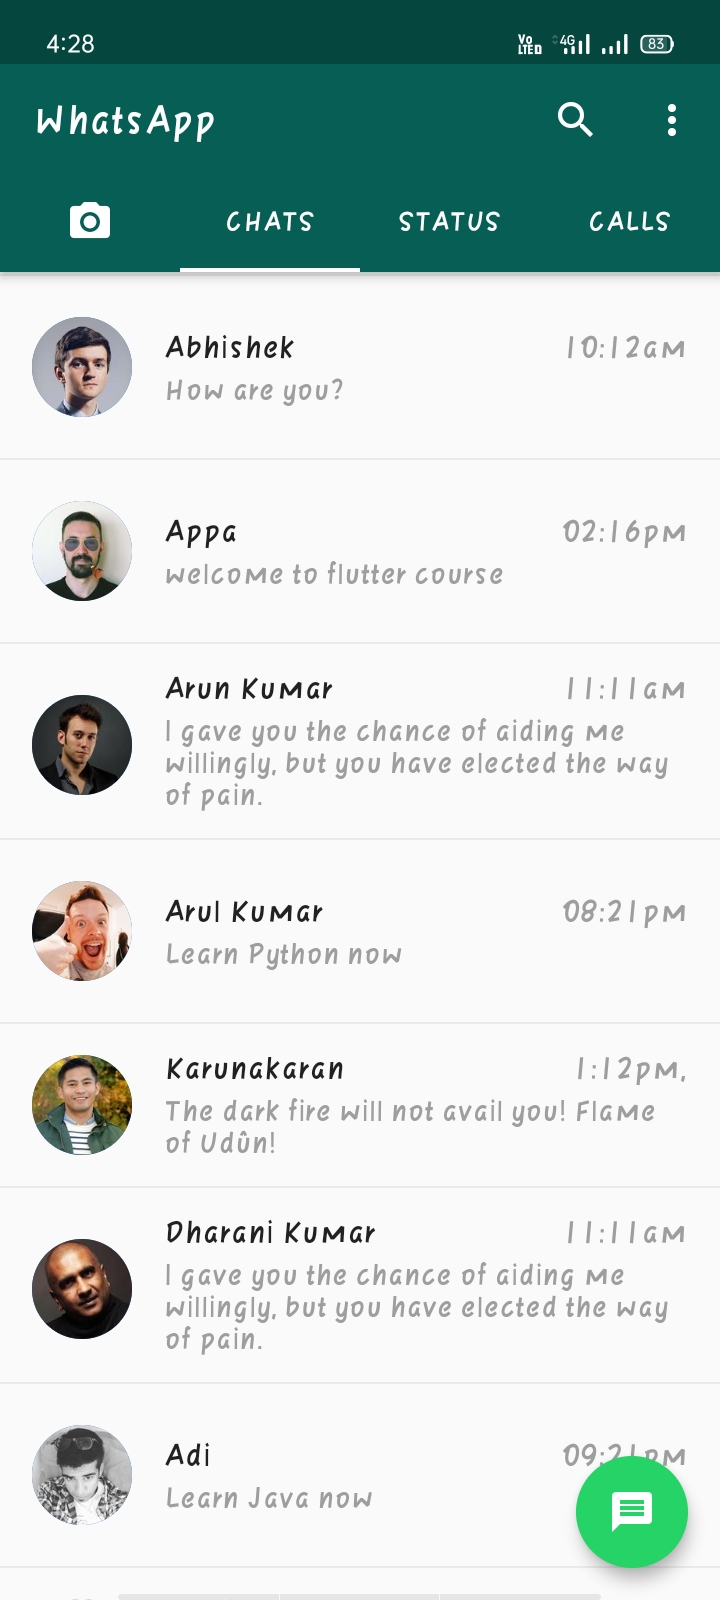 4:28
Vo LTED 4G 83
WhatsApp
CHATS STATUS CALLS
Abhishek 10:12am
How are you?
Appa 02:16pm
welcome to flutter course
Arun Kumar 11:11am
I gave you the chance of aiding me
willingly, but you have elected the way
of pain.
Arul Kumar 08:21pm
Learn Python now
Karunakaran 1:12pm,
The dark fire will not avail you! Flame
of Udûn!
Dharani Kumar 11:11am
I gave you the chance of aiding me
willingly, but you have elected the way
of pain.
Adi 09:21pm
Learn Java now